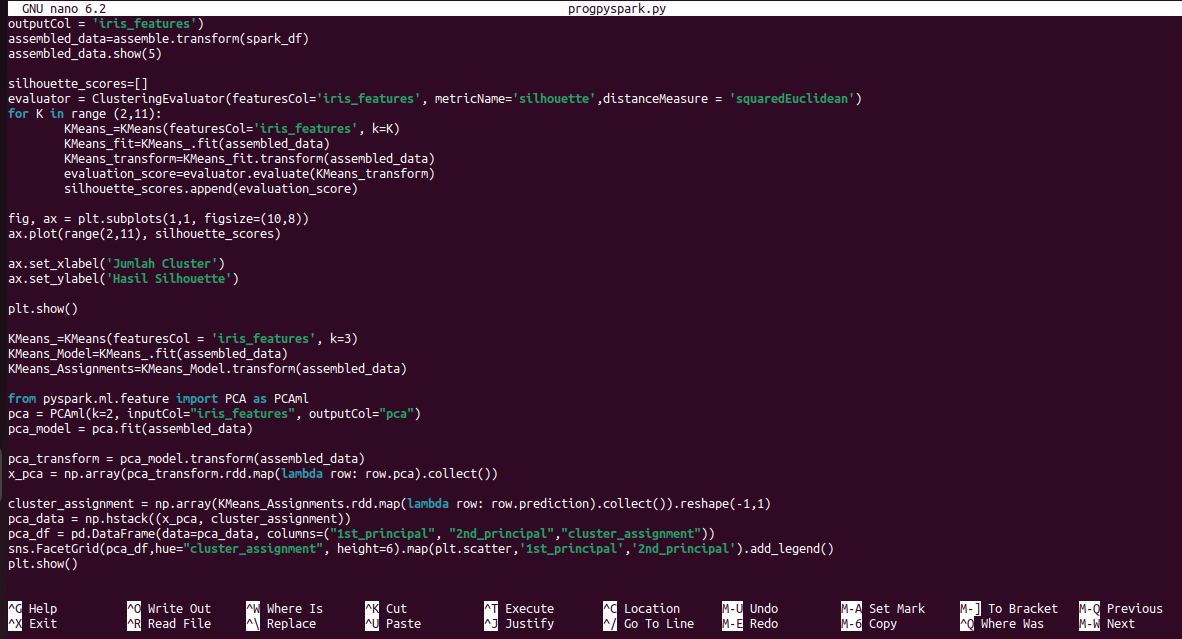 GNU nano 6.2 progpyspark.py
outputCol = 'iris_features')
assembled_data=assemble.transform(spark_df)
assembled_data.show(5)
silhouette_scores=[]
evaluator = ClusteringEvaluator(featuresCol='iris_features', metricName='silhouette',distanceMeasure = 'squaredEuclidean')
for K in range (2,11):
        KMeans_=KMeans(featuresCol='iris_features', k=K)
        KMeans_fit=KMeans_.fit(assembled_data)
        KMeans_transform=KMeans_fit.transform(assembled_data)
        evaluation_score=evaluator.evaluate(KMeans_transform)
        silhouette_scores.append(evaluation_score)
fig, ax = plt.subplots(1,1, figsize=(10,8))
ax.plot(range(2,11), silhouette_scores)
ax.set_xlabel('Jumlah Cluster')
ax.set_ylabel('Hasil Silhouette')
plt.show()
KMeans_=KMeans(featuresCol = 'iris_features', k=3)
KMeans_Model=KMeans_.fit(assembled_data)
KMeans_Assignments=KMeans_Model.transform(assembled_data)
from pyspark.ml.feature import PCA as PCAml
pca = PCAml(k=2, inputCol="iris_features", outputCol="pca")
pca_model = pca.fit(assembled_data)
pca_transform = pca_model.transform(assembled_data)
x_pca = np.array(pca_transform.rdd.map(lambda row: row.pca).collect())
cluster_assignment = np.array(KMeans_Assignments.rdd.map(lambda row: row.prediction).collect()).reshape(-1,1)
pca_data = np.hstack((x_pca, cluster_assignment))
pca_df = pd.DataFrame(data=pca_data, columns=("1st_principal", "2nd_principal","cluster_assignment"))
sns.FacetGrid(pca_df,hue="cluster_assignment", height=6).map(plt.scatter,'1st_principal','2nd_principal').add_legend()
plt.show()
^G Help ^O Write Out ^W Where Is ^K Cut ^T Execute ^C Location M-U Undo M-A Set Mark M-] To Bracket M-Q Previous
^X Exit ^R Read File ^\ Replace ^U Paste ^J Justify ^/ Go To Line M-E Redo M-6 Copy ^Q Where Was M-W Next